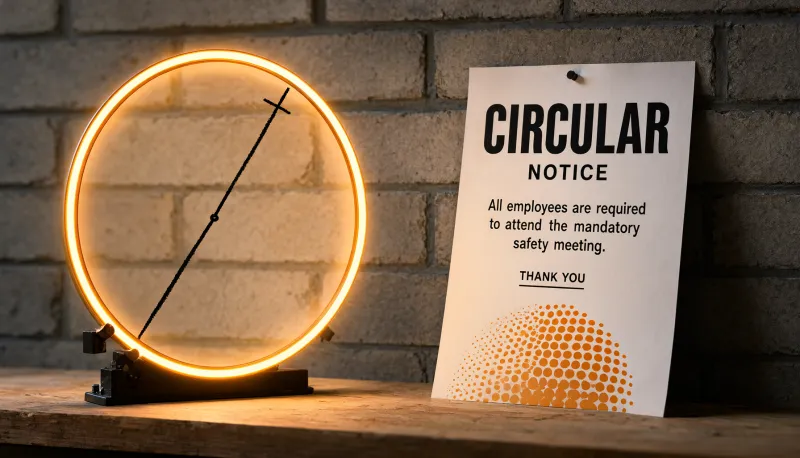 CIRCULAR
NOTICE
All employees are required
to attend the mandatory
safety meeting.
THANK YOU